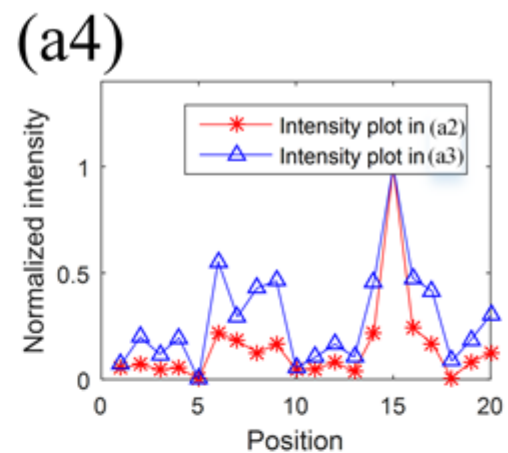 (a4)
Normalized intensity
Intensity plot in (a2)
Intensity plot in (a3)
1
0.5
0
0 5 10 15 20
Position